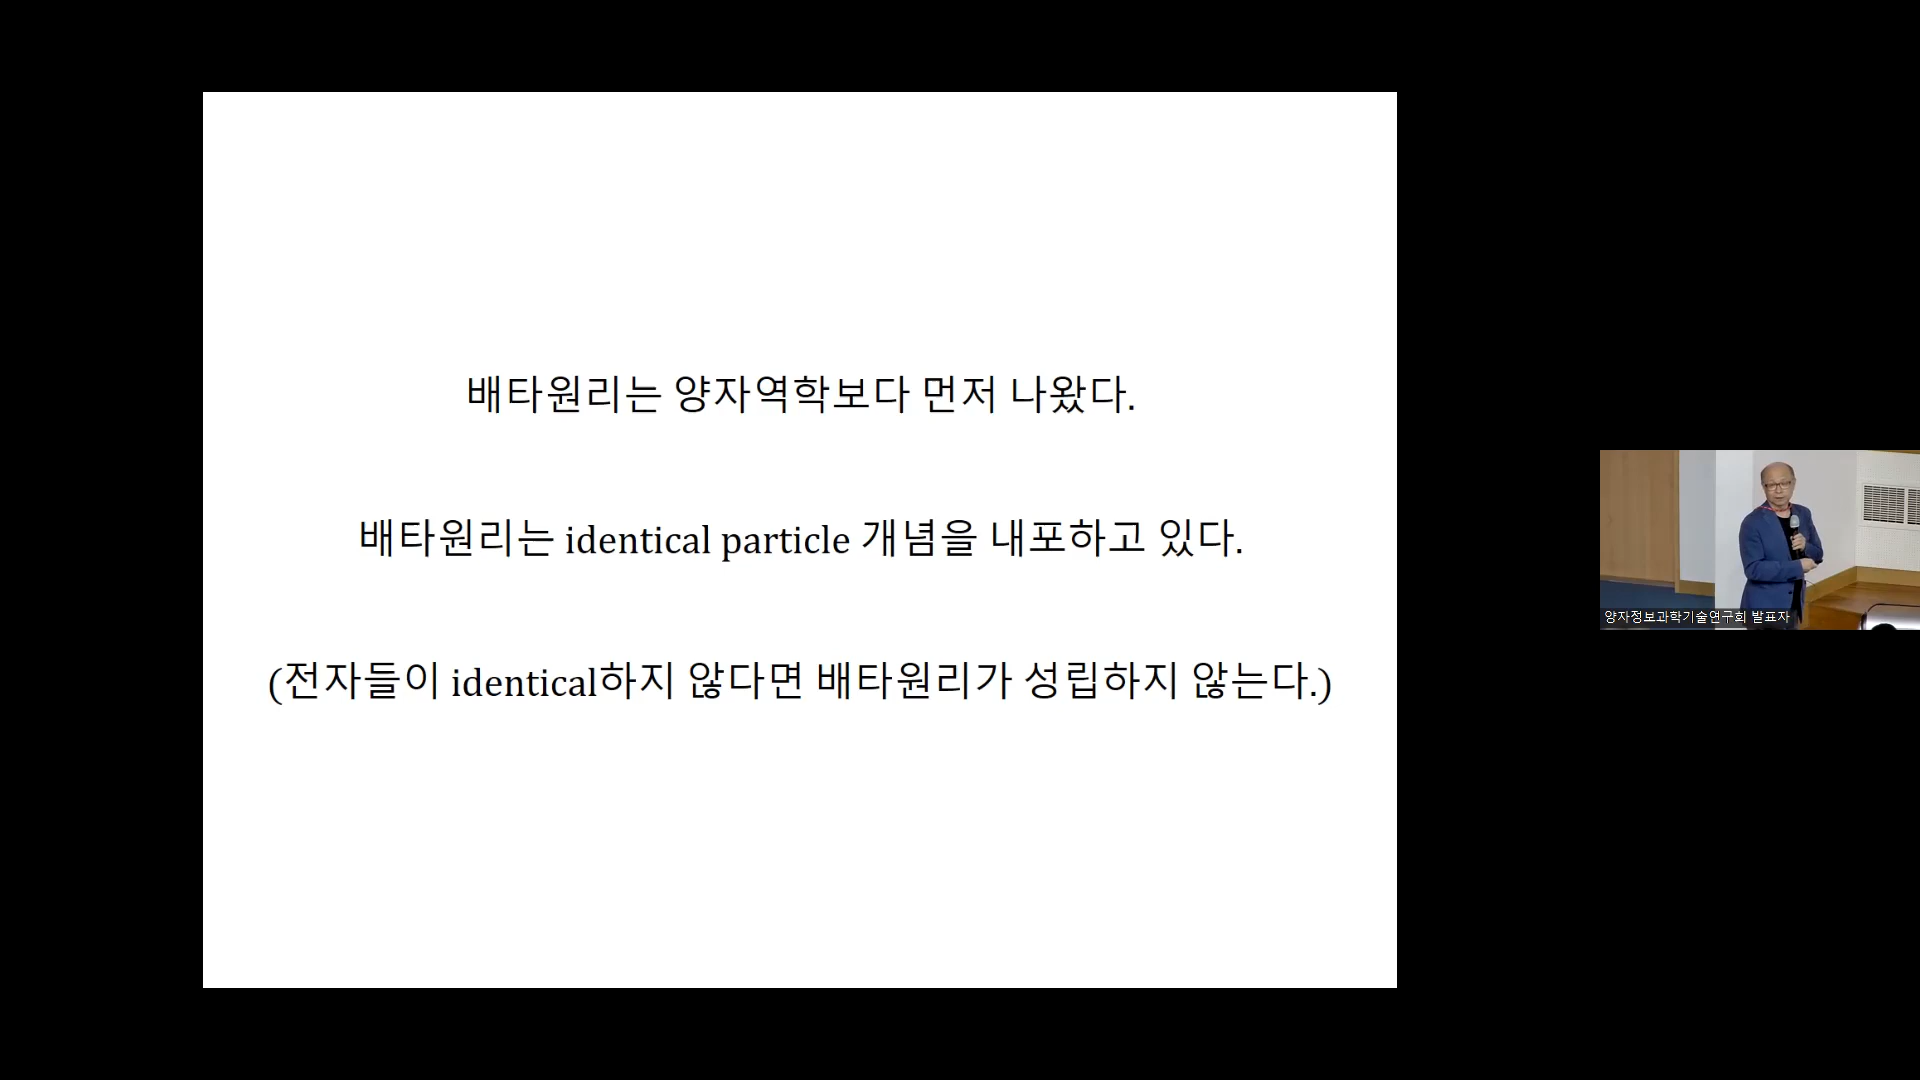 배타원리는 양자역학보다 먼저 나왔다.
배타원리는 identical particle 개념을 내포하고 있다.
(전자들이 identical하지 않다면 배타원리가 성립하지 않는다.)
양자정보과학기술연구회 발표자